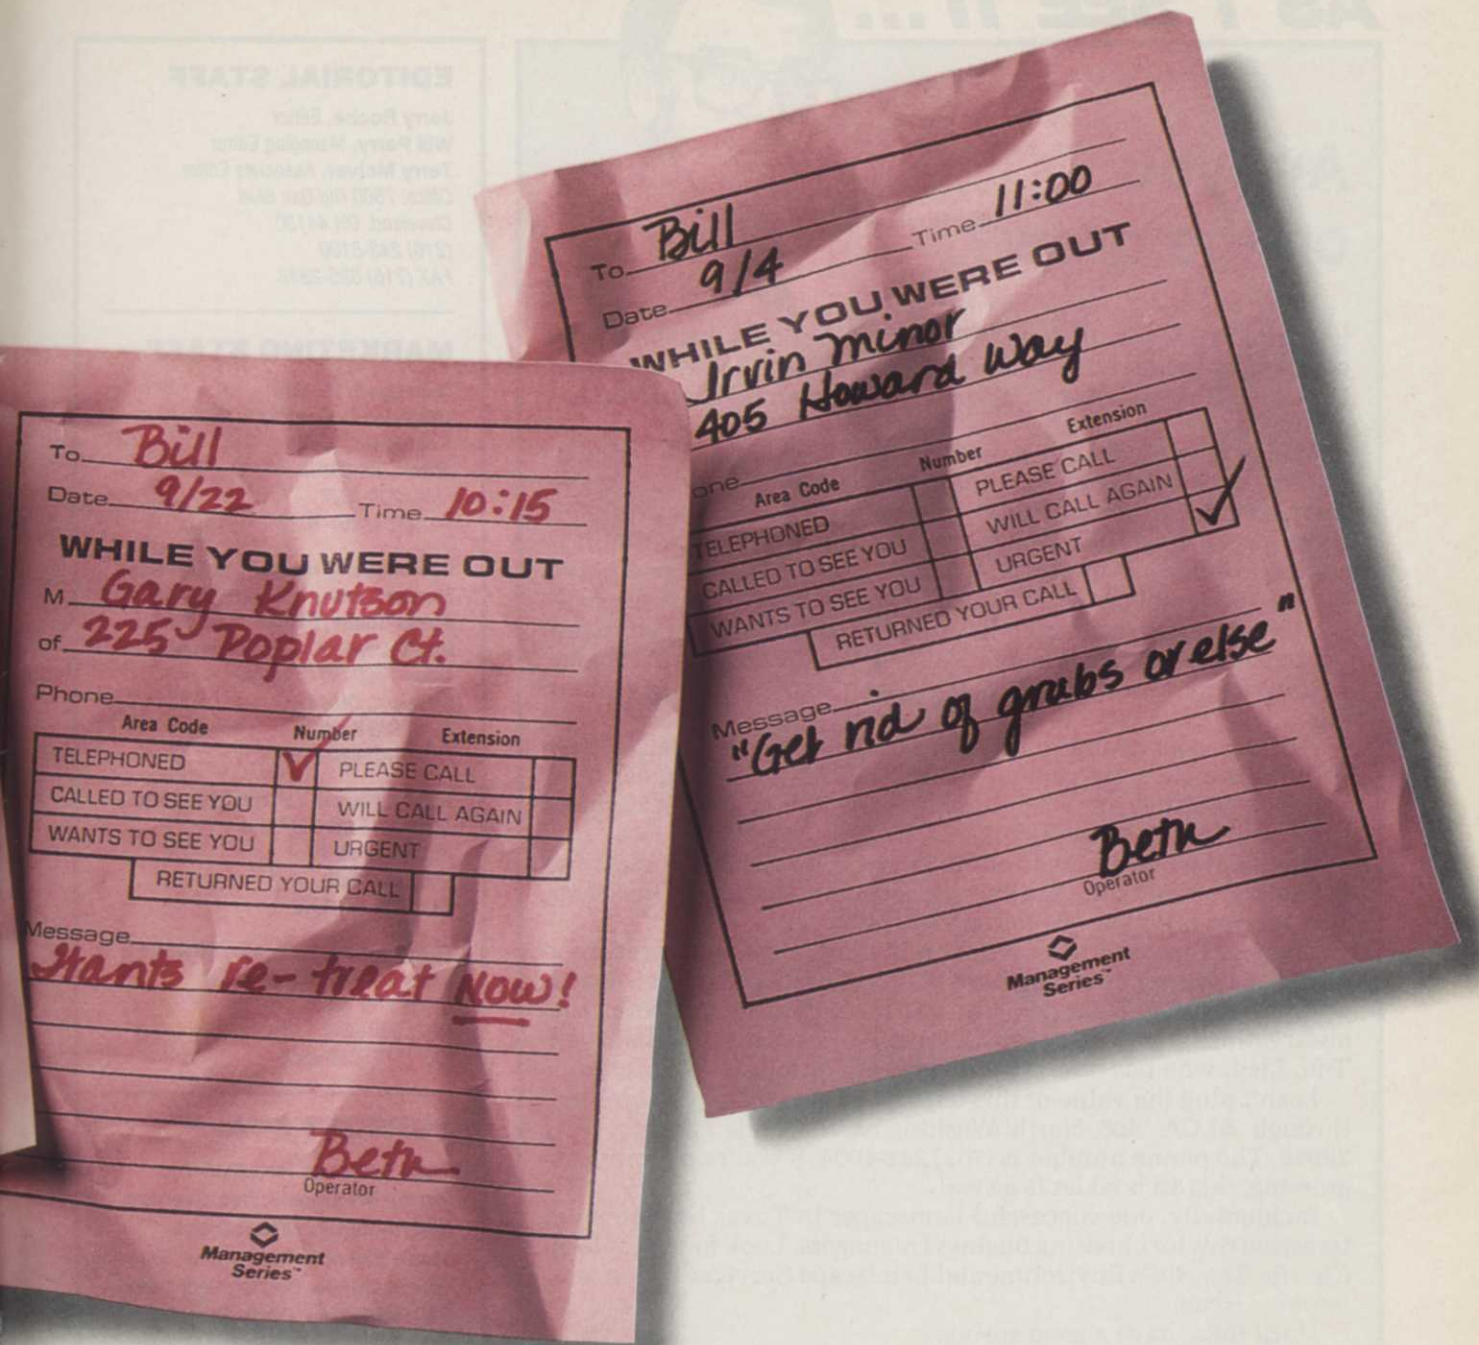 To Bill
Date 9/22 Time 10:15
WHILE YOU WERE OUT
M Gary Knutson
of 225 Poplar Ct.
Phone
Area Code Number Extension
TELEPHONED PLEASE CALL
CALLED TO SEE YOU WILL CALL AGAIN
WANTS TO SEE YOU URGENT
RETURNED YOUR CALL
Message
Wants re-treat NOW!
Beth
Operator
Management
Series™
To Bill
Date 9/4 Time 11:00
WHILE YOU WERE OUT
Irvin Minor
405 Howard Way
one
Area Code Number Extension
TELEPHONED PLEASE CALL
CALLED TO SEE YOU WILL CALL AGAIN
WANTS TO SEE YOU URGENT
RETURNED YOUR CALL
Message
"Get rid of grubs or else"
Beth
Operator
Management
Series™